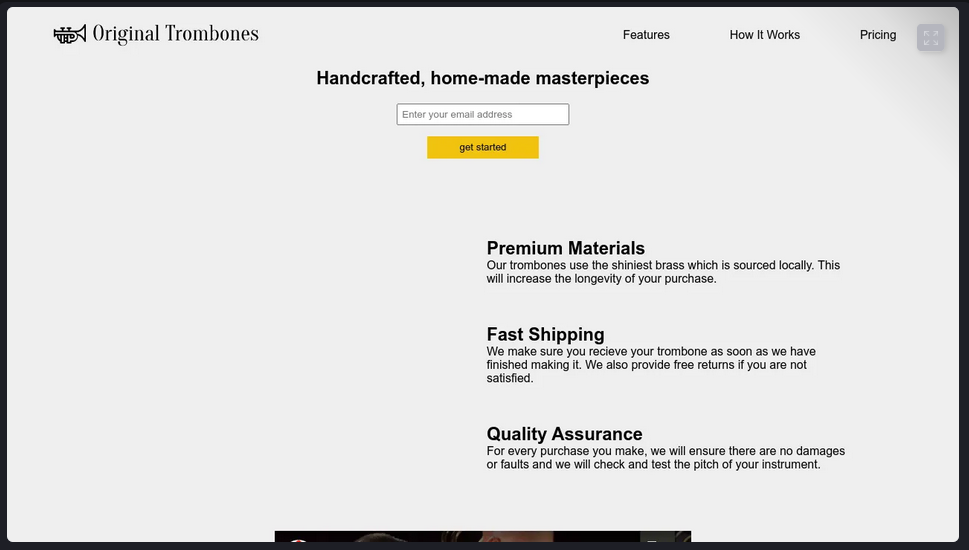 Original Trombones
Features
How It Works
Pricing
Handcrafted, home-made masterpieces
Enter your email address
get started
Premium Materials
Our trombones use the shiniest brass which is sourced locally. This
will increase the longevity of your purchase.
Fast Shipping
We make sure you recieve your trombone as soon as we have
finished making it. We also provide free returns if you are not
satisfied.
Quality Assurance
For every purchase you make, we will ensure there are no damages
or faults and we will check and test the pitch of your instrument.